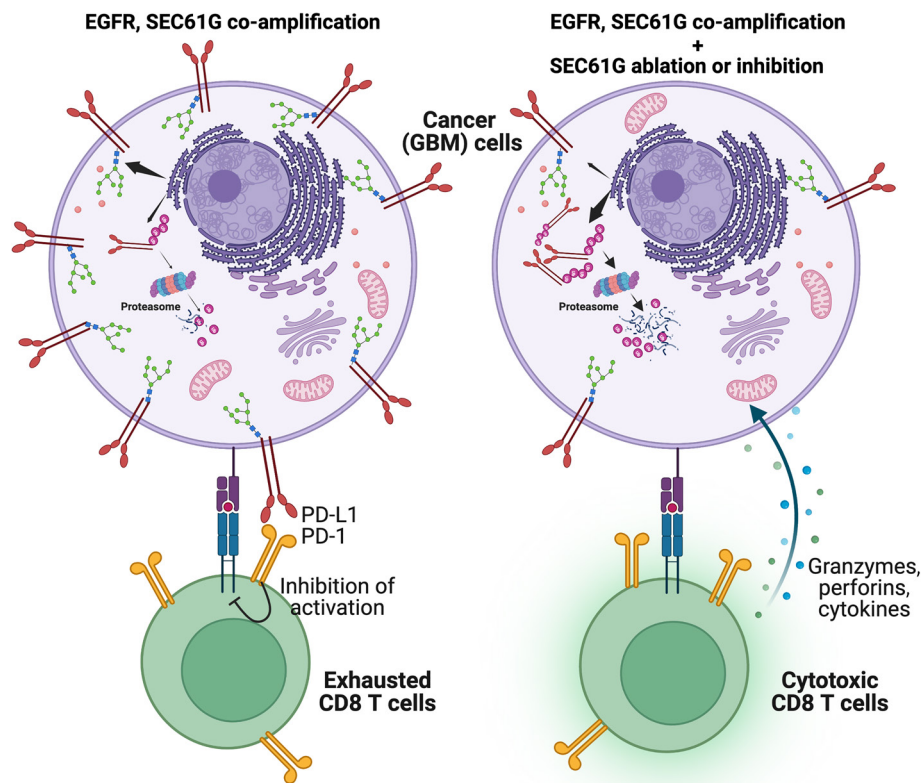 EGFR, SEC61G co-amplification
EGFR, SEC61G co-amplification
+
SEC61G ablation or inhibition
Cancer
(GBM) cells
Proteasome
Proteasome
PD-L1
PD-1
Inhibition of
activation
Exhausted
CD8 T cells
Granzymes,
perforins,
cytokines
Cytotoxic
CD8 T cells